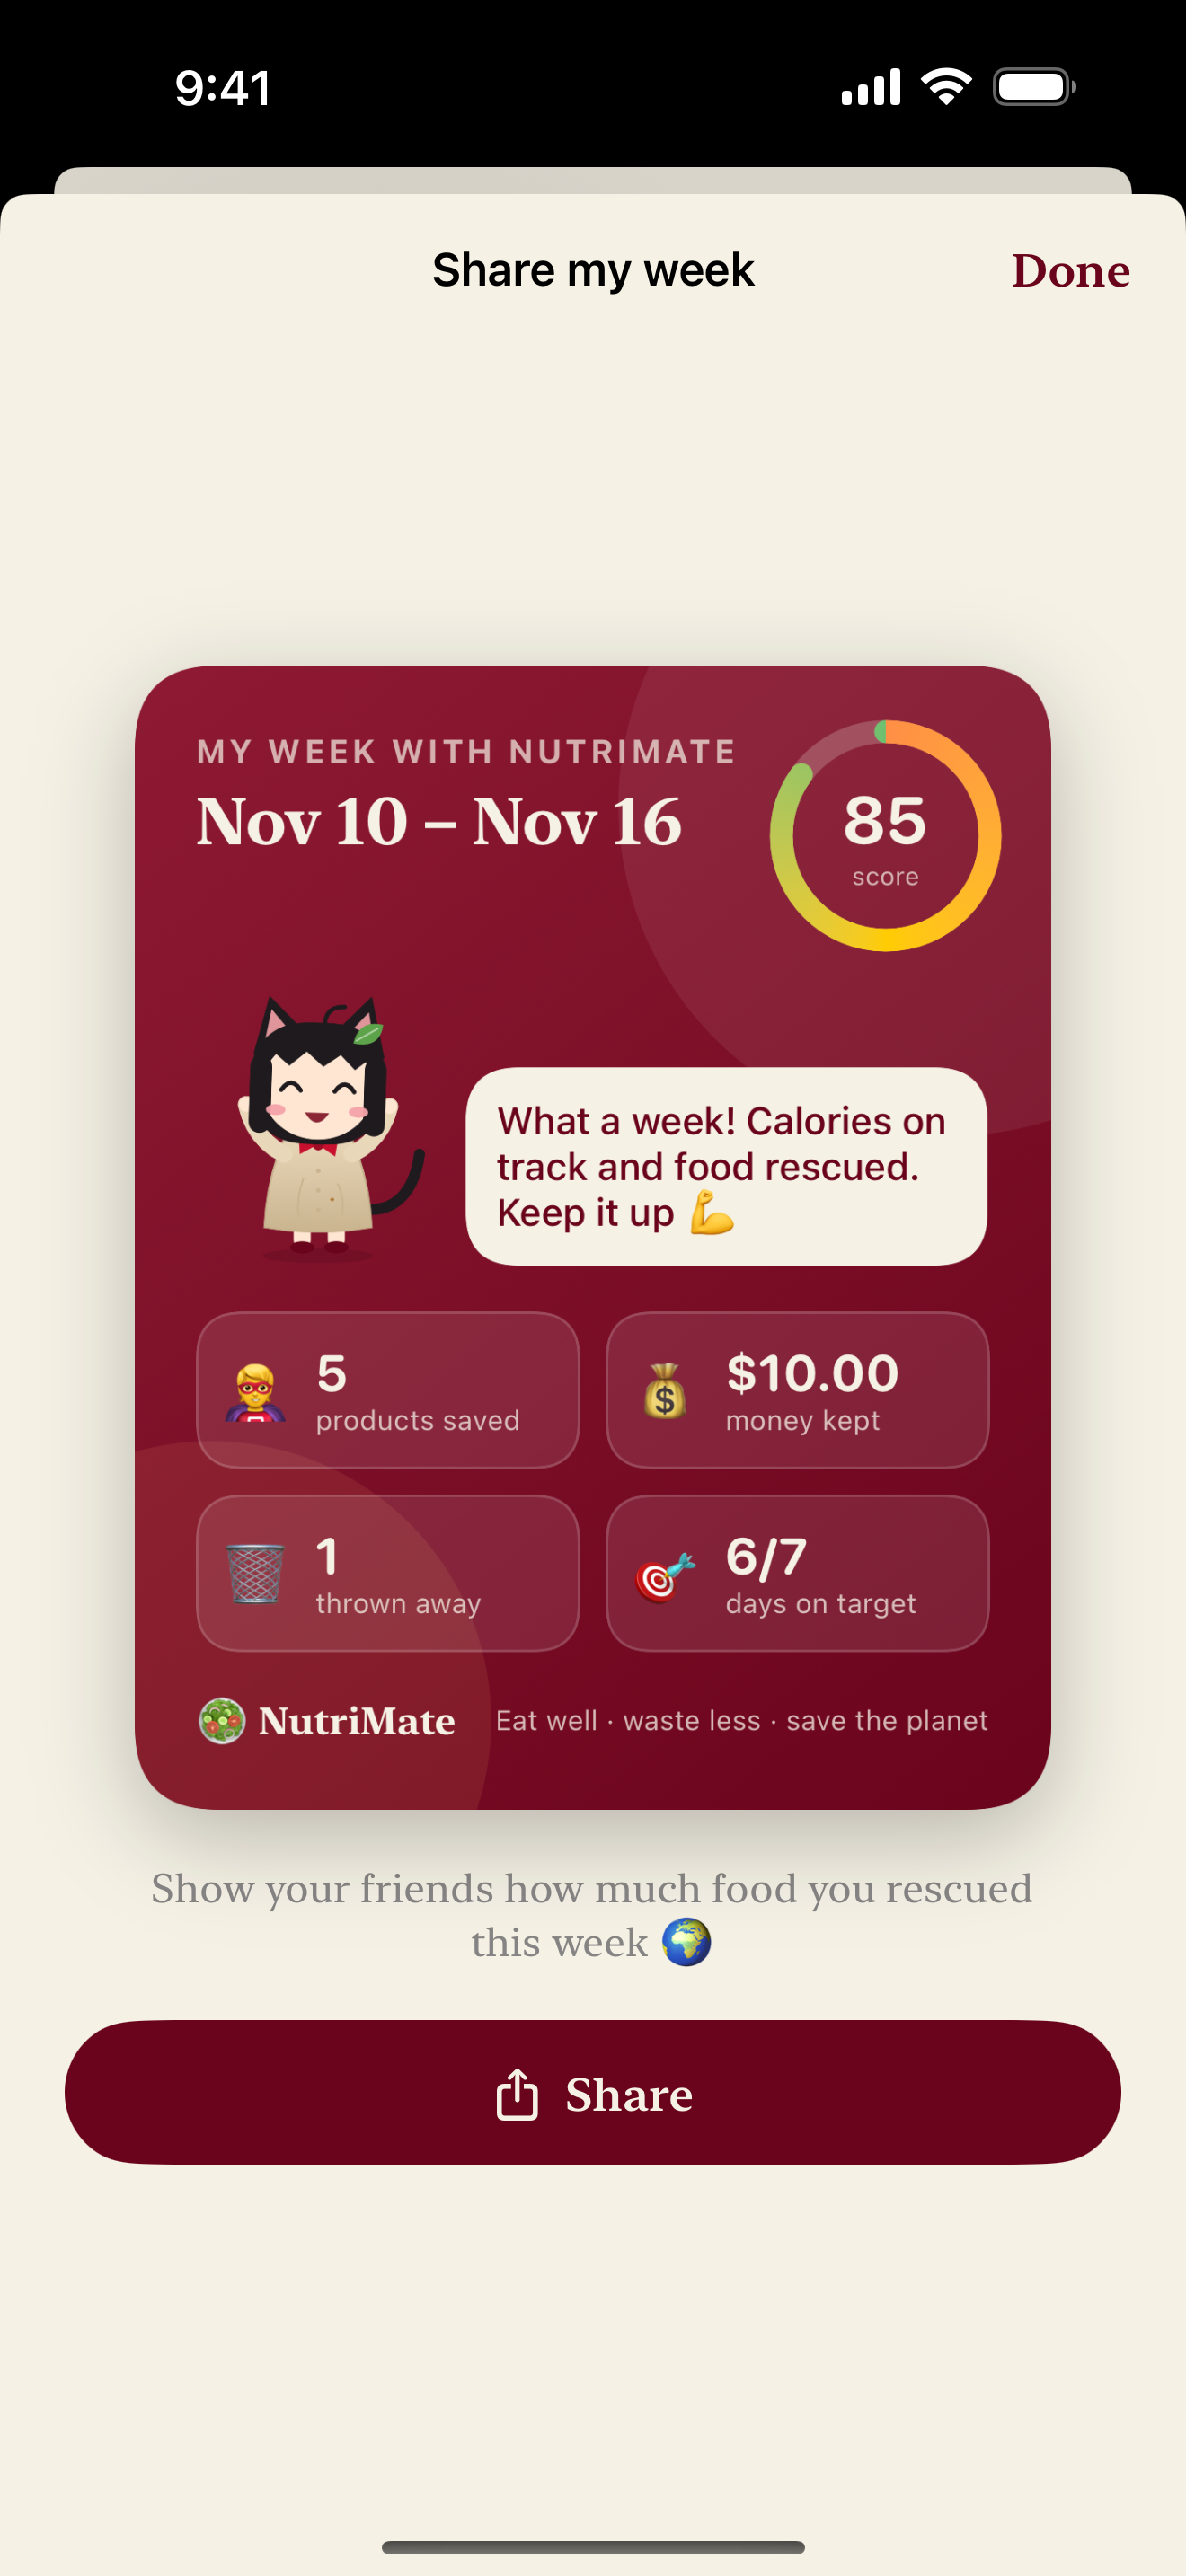 9:41
Share my week
Done
MY WEEK WITH NUTRIMATE
Nov 10 – Nov 16
85
score
What a week! Calories on
track and food rescued.
Keep it up 💪
5
products saved
$10.00
money kept
1
thrown away
6/7
days on target
NutriMate
Eat well · waste less · save the planet
Show your friends how much food you rescued
this week 🌍
Share